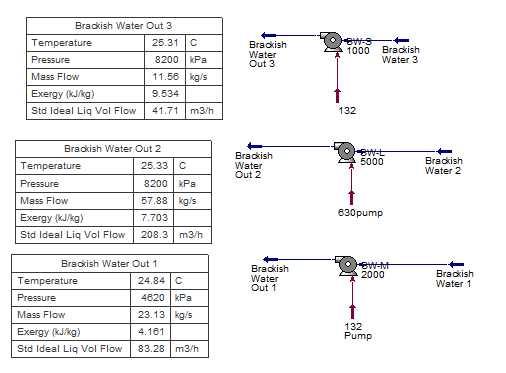 Brackish Water Out 3
Temperature 25.31 C
Pressure 8200 kPa
Mass Flow 11.56 kg/s
Exergy (kJ/kg) 9.534
Std Ideal Liq Vol Flow 41.71 m3/h
Brackish
Water
Out 3
SW-S
1000
Brackish
Water 3
132
Brackish Water Out 2
Temperature 25.33 C
Pressure 8200 kPa
Mass Flow 57.88 kg/s
Exergy (kJ/kg) 7.703
Std Ideal Liq Vol Flow 208.3 m3/h
Brackish
Water
Out 2
SW-L
5000
Brackish
Water 2
630pump
Brackish Water Out 1
Temperature 24.84 C
Pressure 4620 kPa
Mass Flow 23.13 kg/s
Exergy (kJ/kg) 4.161
Std Ideal Liq Vol Flow 83.28 m3/h
Brackish
Water
Out 1
SW-M
2000
Brackish
Water 1
132
Pump